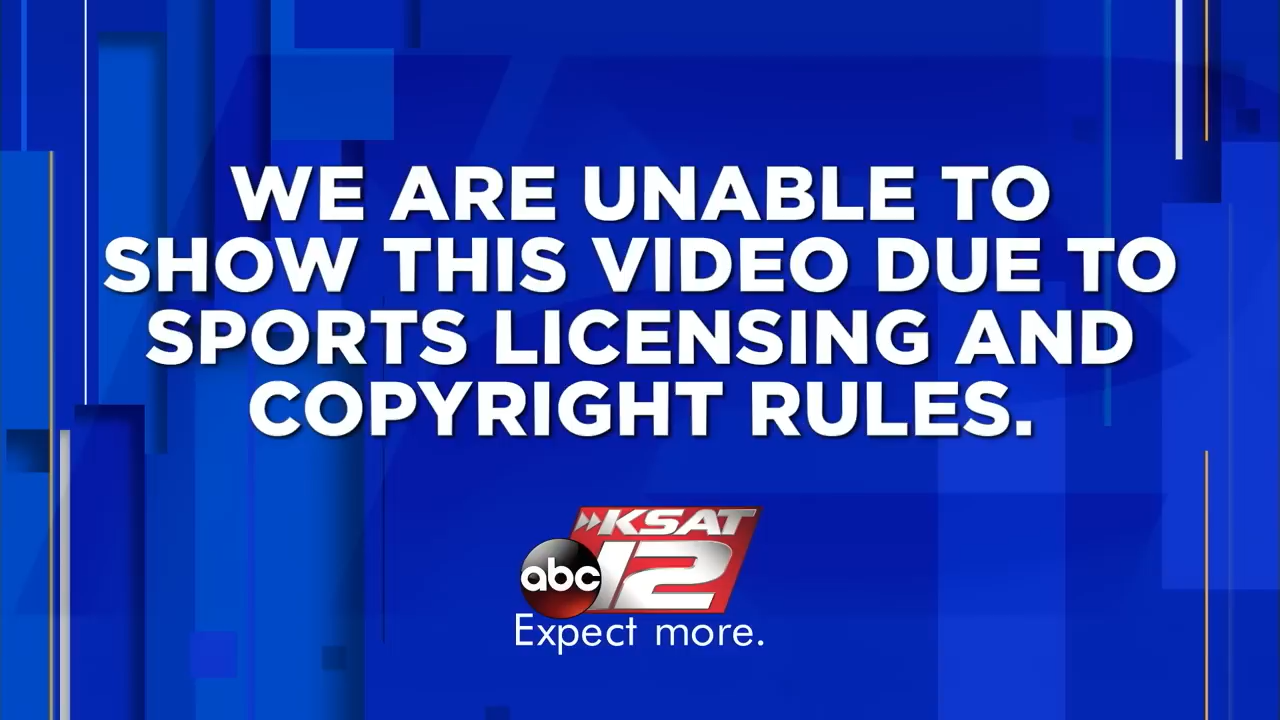 WE ARE UNABLE TO
SHOW THIS VIDEO DUE TO
SPORTS LICENSING AND
COPYRIGHT RULES.
KSAT
abc 12
Expect more.